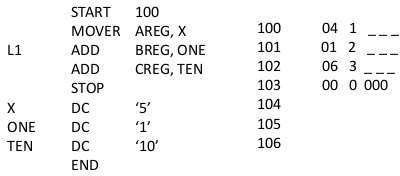 START 100
MOVER AREG, X 100 04 1 _ _ _
L1 ADD BREG, ONE 101 01 2 _ _ _
ADD CREG, TEN 102 06 3 _ _ _
STOP 103 00 0 000
X DC ‘5’ 104
ONE DC ‘1’ 105
TEN DC ‘10’ 106
END